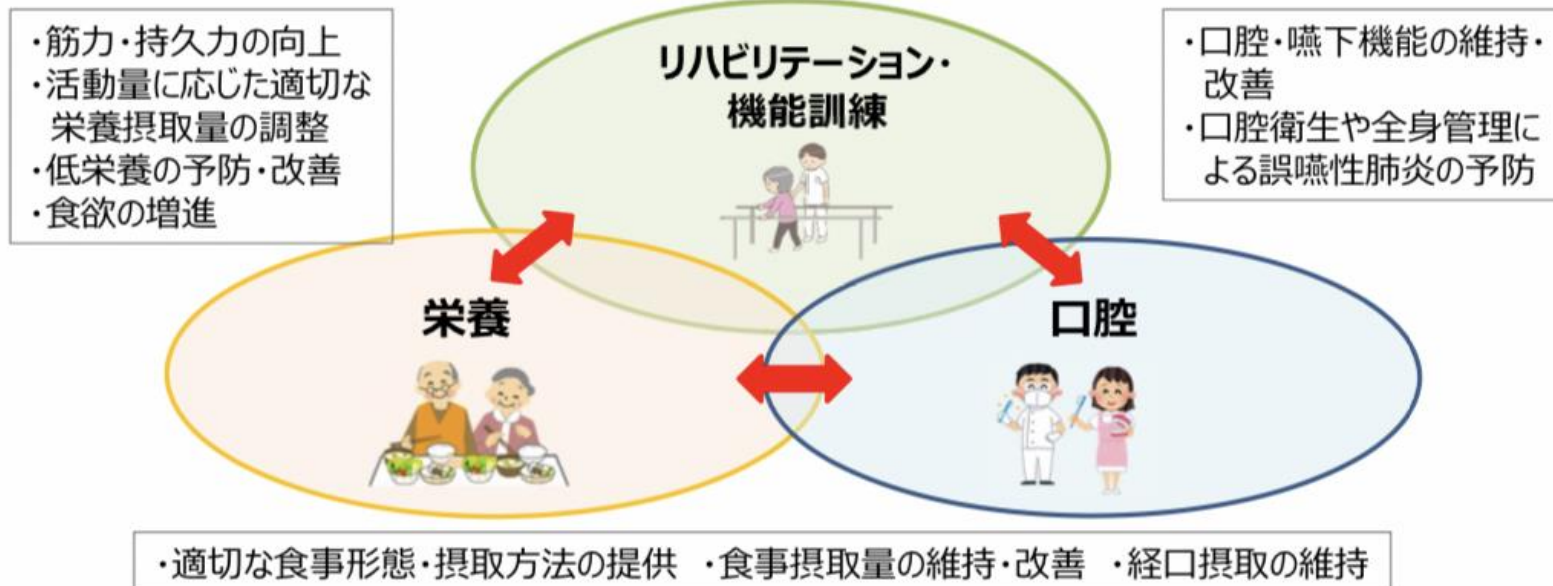 ・筋力・持久力の向上
・活動量に応じた適切な
栄養摂取量の調整
・低栄養の予防・改善
・食欲の増進
リハビリテーション・
機能訓練
・口腔・嚥下機能の維持・
改善
・口腔衛生や全身管理に
よる誤嚥性肺炎の予防
栄養
口腔
・適切な食事形態・摂取方法の提供 ・食事摂取量の維持・改善 ・経口摂取の維持